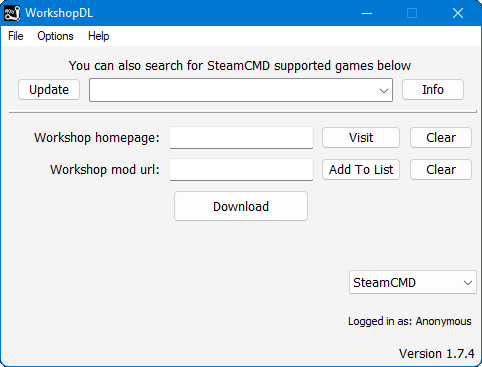 WorkshopDL
File Options Help
You can also search for SteamCMD supported games below
Update Info
Workshop homepage: Visit Clear
Workshop mod url: Add To List Clear
Download
SteamCMD
Logged in as: Anonymous
Version 1.7.4